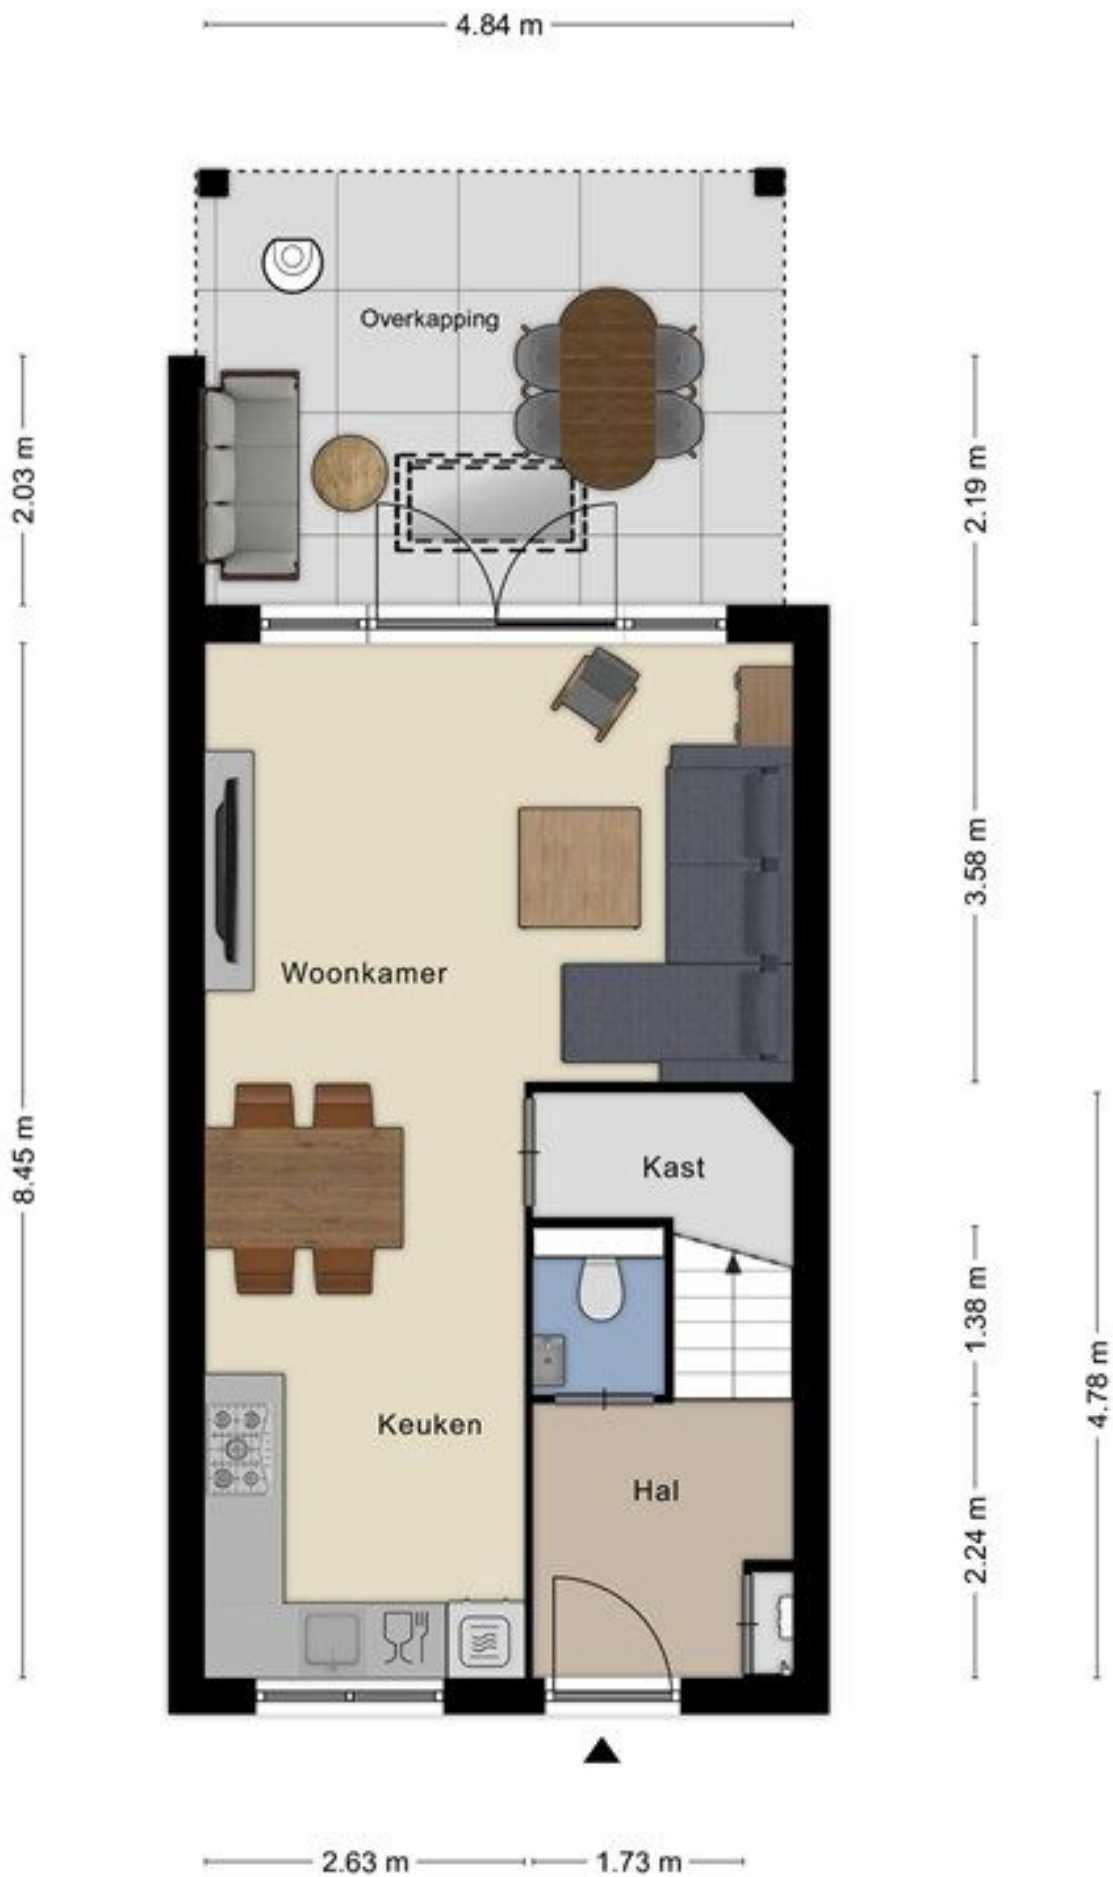 4.84 m
Overkapping
2.03 m
2.19 m
3.58 m
Woonkamer
8.45 m
Kast
1.38 m
4.78 m
Keuken
Hal
2.24 m
2.63 m
1.73 m